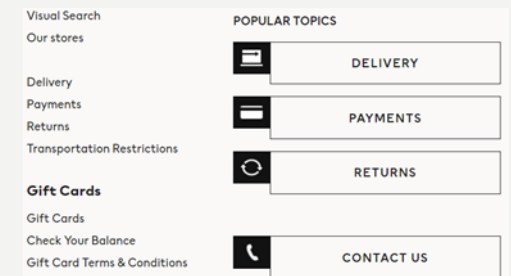 Visual Search
Our stores
Delivery
Payments
Returns
Transportation Restrictions
Gift Cards
Gift Cards
Check Your Balance
Gift Card Terms & Conditions
POPULAR TOPICS
DELIVERY
PAYMENTS
RETURNS
CONTACT US